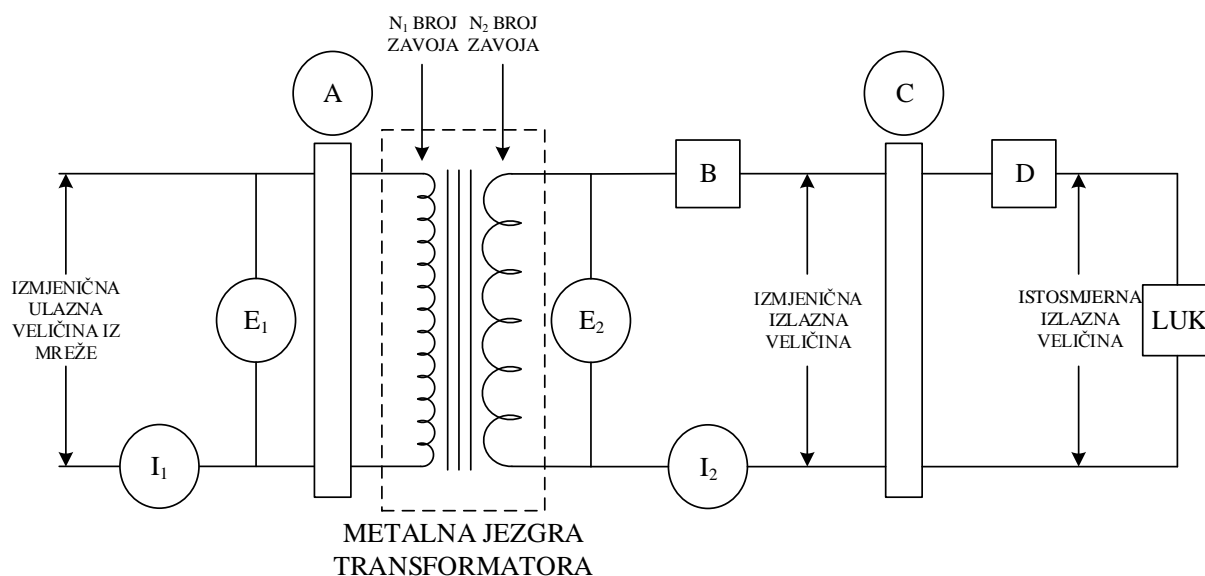 N₁ BROJ
ZAVOJA
N₂ BROJ
ZAVOJA
A
C
B
D
IZMJENIČNA
ULAZNA
VELIČINA IZ
MREŽE
E₁
E₂
IZMJENIČNA
IZLAZNA
VELIČINA
ISTOSMJERNA
IZLAZNA
VELIČINA
LUK
I₁
I₂
METALNA JEZGRA
TRANSFORMATORA